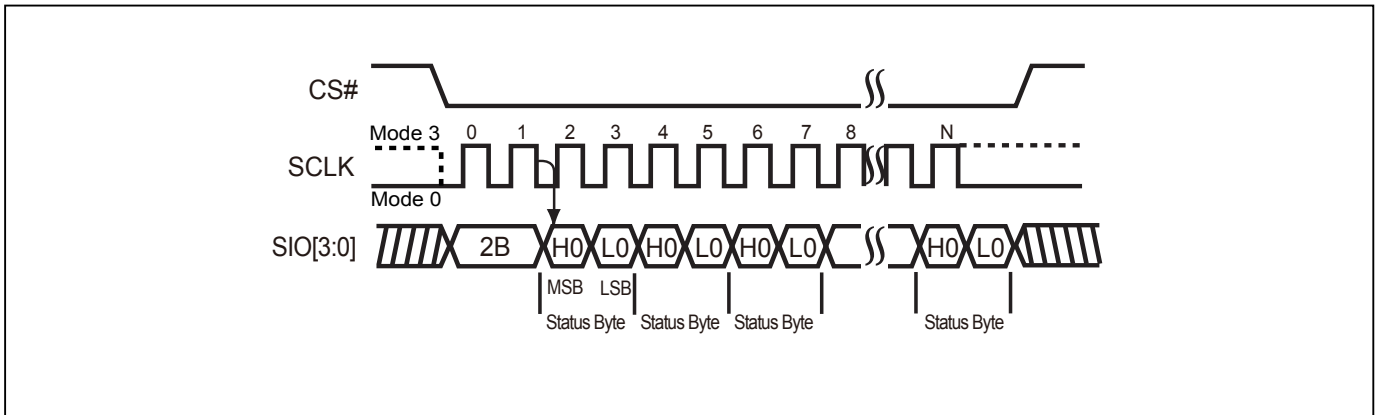 CS#
Mode 3 0 1 2 3 4 5 6 7 8 N
SCLK
Mode 0
SIO[3:0] 2B H0 L0 H0 L0 H0 L0 H0 L0
MSB LSB
Status Byte Status Byte Status Byte Status Byte